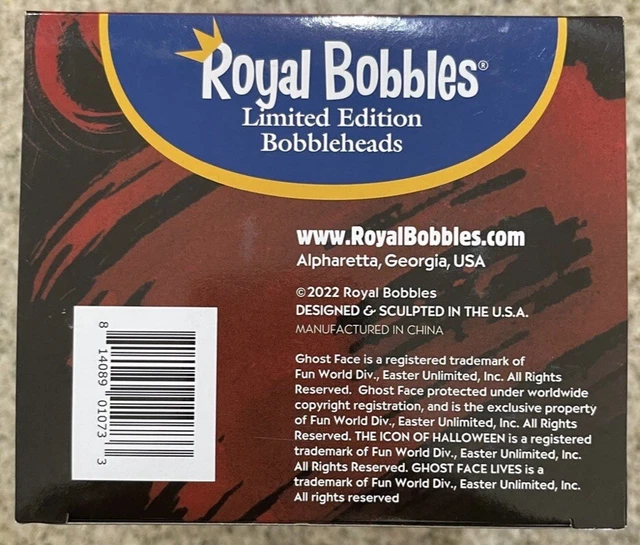 Royal Bobbles®
Limited Edition
Bobbleheads
www.RoyalBobbles.com
Alpharetta, Georgia, USA
©2022 Royal Bobbles
DESIGNED & SCULPTED IN THE U.S.A.
MANUFACTURED IN CHINA
Ghost Face is a registered trademark of
Fun World Div., Easter Unlimited, Inc. All Rights
Reserved. Ghost Face protected under worldwide
copyright registration, and is the exclusive property
of Fun World Div., Easter Unlimited, Inc. All Rights
Reserved. THE ICON OF HALLOWEEN is a registered
trademark of Fun World Div., Easter Unlimited, Inc.
All Rights Reserved. GHOST FACE LIVES is a
trademark of Fun World Div., Easter Unlimited, Inc.
All rights reserved
8 14089 01073 3